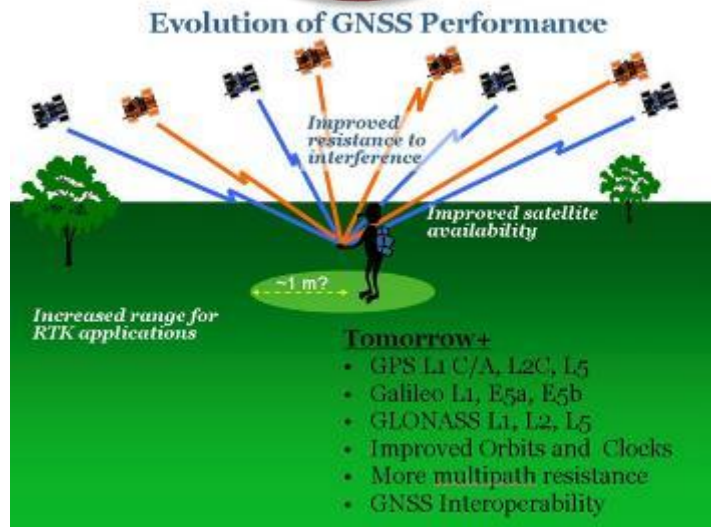 Evolution of GNSS Performance
Improved
resistance to
interference
Improved satellite
availability
~1 m?
Increased range for
RTK applications
Tomorrow+
• GPS L1 C/A, L2C, L5
• Galileo L1, E5a, E5b
• GLONASS L1, L2, L5
• Improved Orbits and Clocks
• More multipath resistance
• GNSS Interoperability